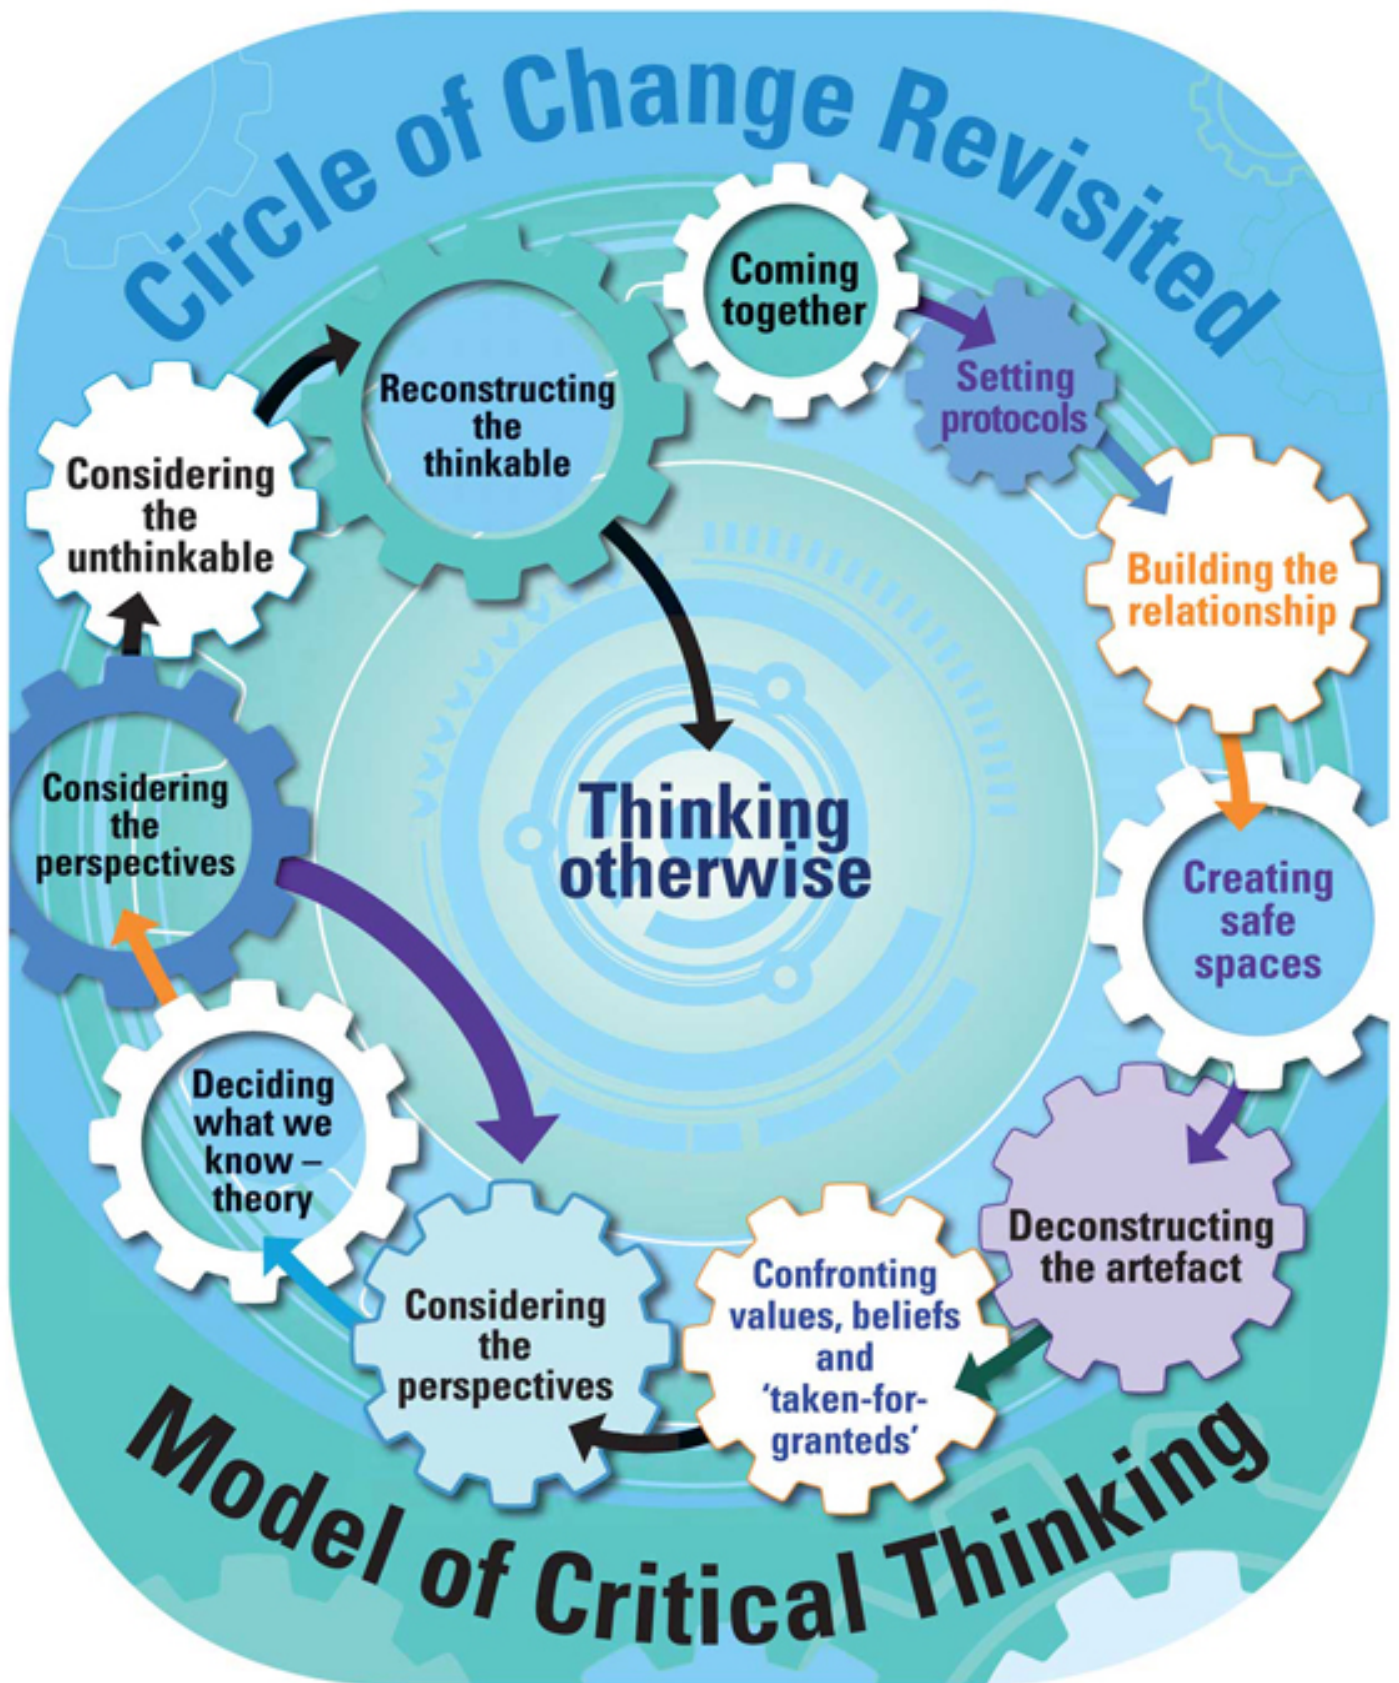 Circle of Change Revisited
Coming
together
Setting
protocols
Building the
relationship
Creating
safe
spaces
Deconstructing
the artefact
Confronting
values, beliefs
and
‘taken-for-
granteds’
Considering
the
perspectives
Deciding
what we
know –
theory
Considering
the
perspectives
Considering
the
unthinkable
Reconstructing
the
thinkable
Thinking
otherwise
Model of Critical Thinking